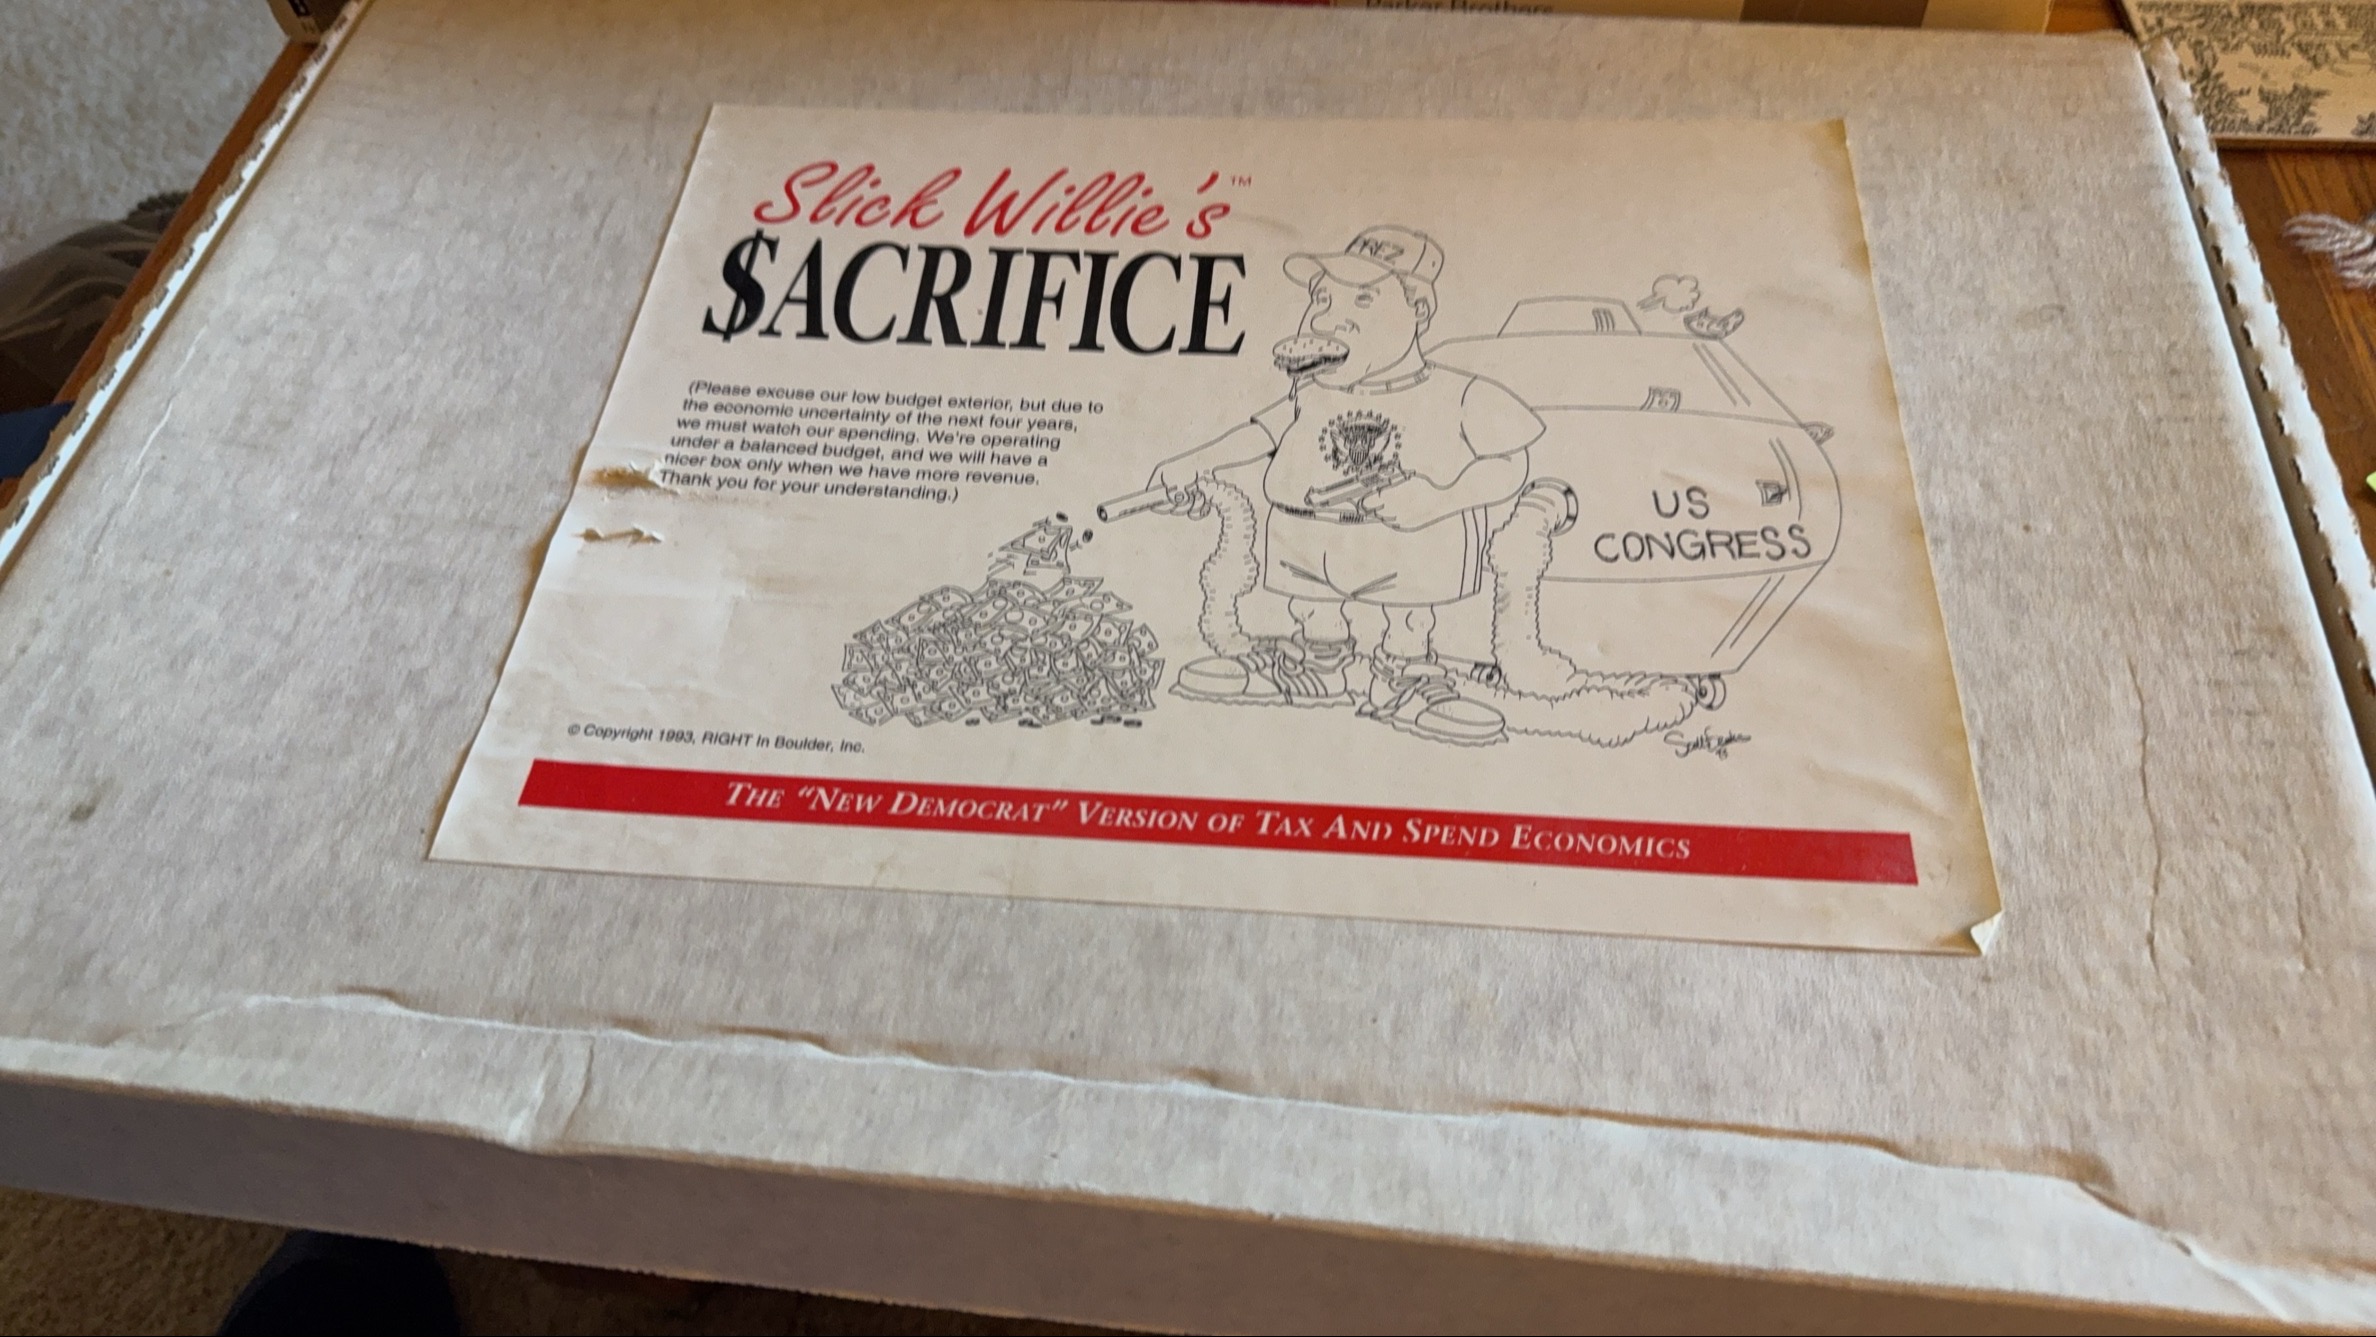 Parker Brothers
Slick Willie's™
$ACRIFICE
PREZ
(Please excuse our low budget exterior, but due to
the economic uncertainty of the next four years,
we must watch our spending. We're operating
under a balanced budget, and we will have a
nicer box only when we have more revenue.
Thank you for your understanding.)
US
CONGRESS
© Copyright 1993, RIGHT In Boulder, Inc.
THE "NEW DEMOCRAT" VERSION OF TAX AND SPEND ECONOMICS